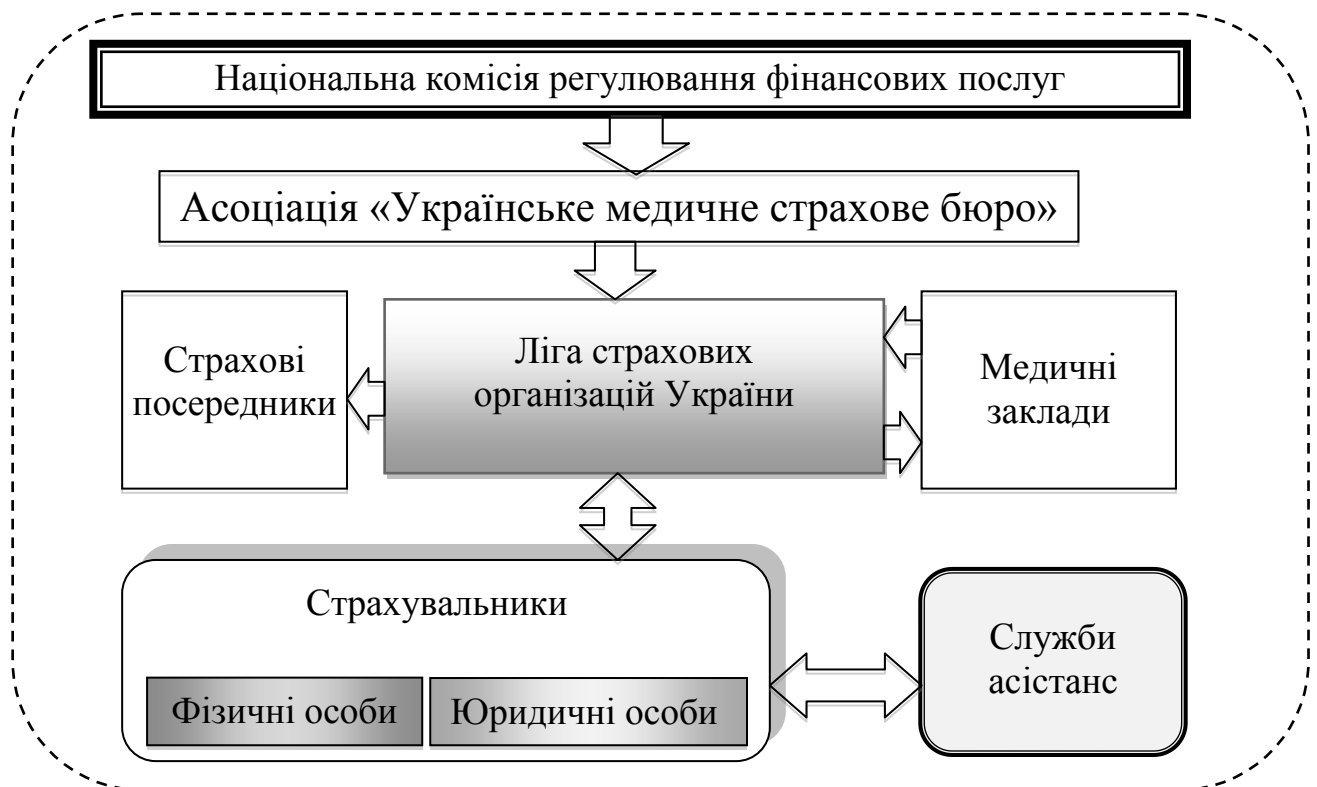 Національна комісія регулювання фінансових послуг
Асоціація «Українське медичне страхове бюро»
Страхові
посередники
Ліга страхових
організацій України
Медичні
заклади
Страхувальники
Фізичні особи
Юридичні особи
Служби
асістанс